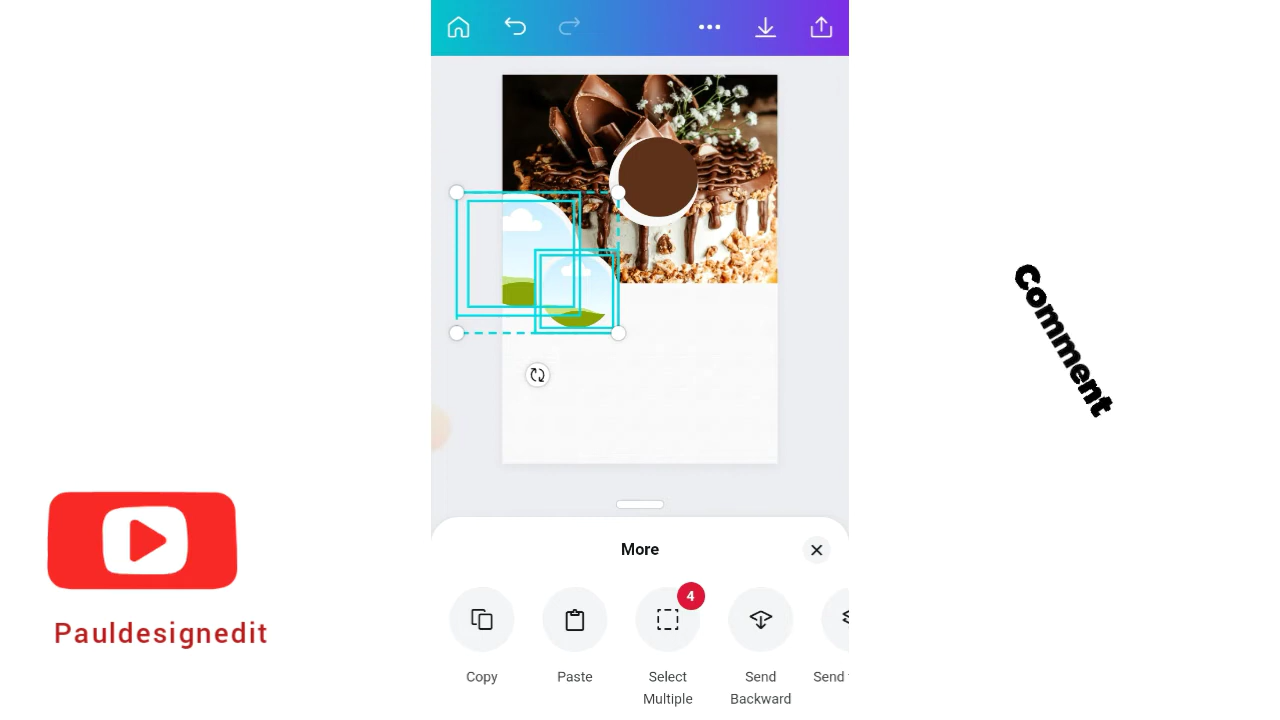 Comment
Pauldesignedit
More
4
Copy
Paste
Select
Multiple
Send
Backward
Send